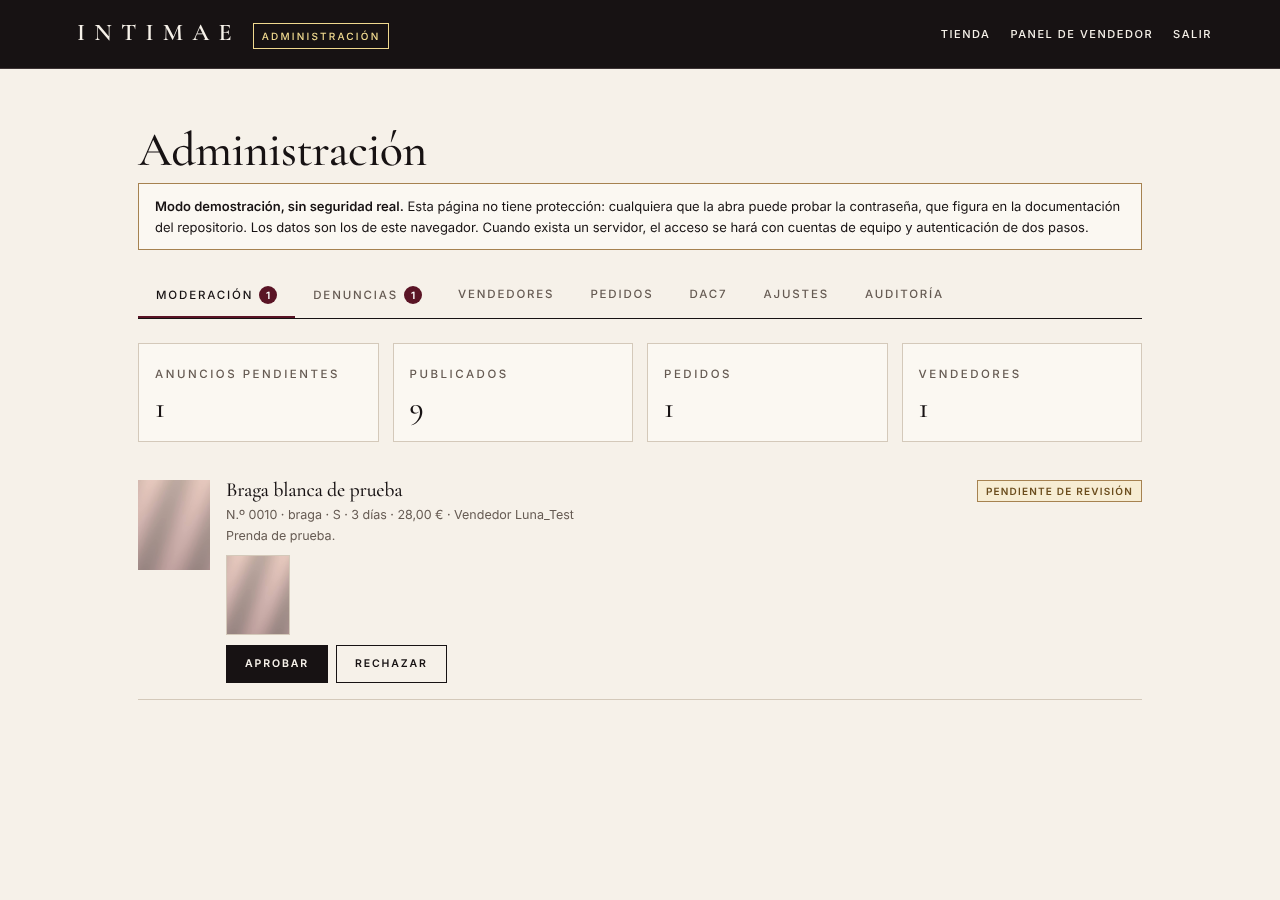 INTIMAE ADMINISTRACIÓN TIENDA PANEL DE VENDEDOR SALIR
Administración
Modo demostración, sin seguridad real. Esta página no tiene protección: cualquiera que la abra puede probar la contraseña, que figura en la documentación
del repositorio. Los datos son los de este navegador. Cuando exista un servidor, el acceso se hará con cuentas de equipo y autenticación de dos pasos.
MODERACIÓN 1 DENUNCIAS 1 VENDEDORES PEDIDOS DAC7 AJUSTES AUDITORÍA
ANUNCIOS PENDIENTES
1
PUBLICADOS
9
PEDIDOS
1
VENDEDORES
1
Braga blanca de prueba
PENDIENTE DE REVISIÓN
N.º 0010 · braga · S · 3 días · 28,00 € · Vendedor Luna_Test
Prenda de prueba.
APROBAR RECHAZAR